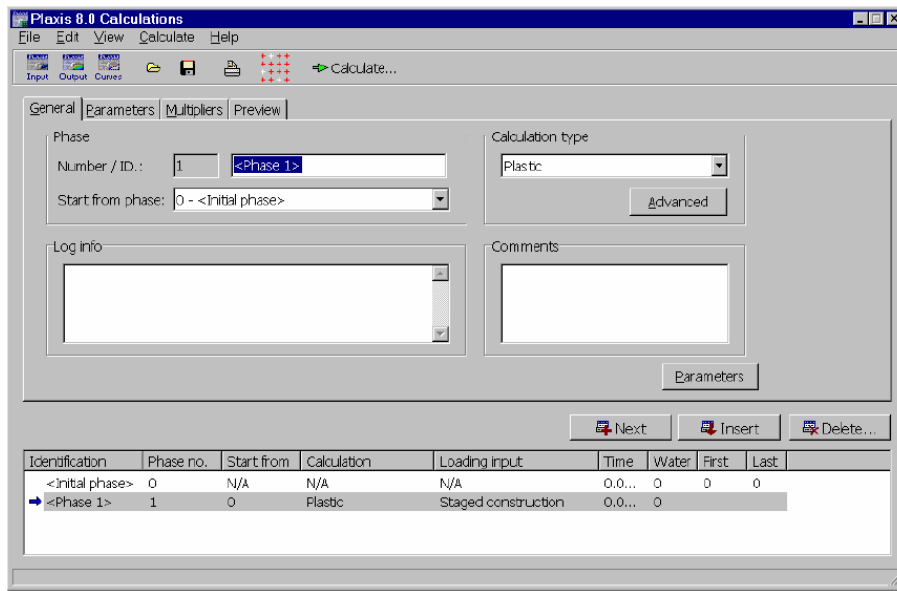 Plaxis 8.0 Calculations
File Edit View Calculate Help
Input Output Curves Calculate...
General Parameters Multipliers Preview
Phase
Number / ID.: 1 <Phase 1>
Start from phase: 0 - <Initial phase>
Calculation type
Plastic
Advanced
Log info
Comments
Parameters
Next Insert Delete...
Identification Phase no. Start from Calculation Loading input Time Water First Last
<Initial phase> 0 N/A N/A N/A 0.0... 0 0 0
<Phase 1> 1 0 Plastic Staged construction 0.0... 0